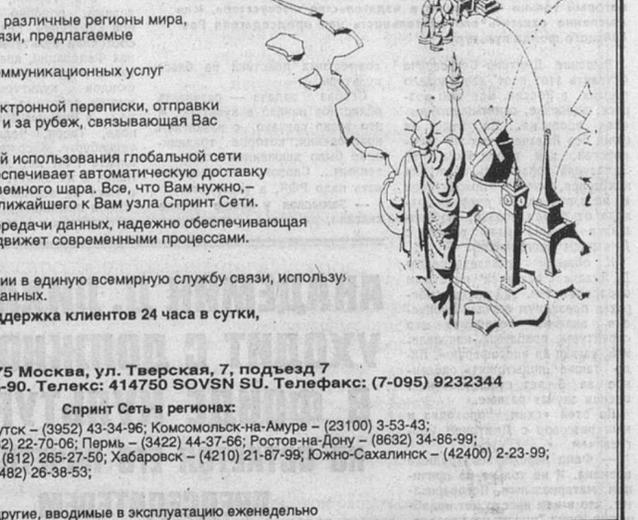 различные регионы мира,
язи, предлагаемые
оммуникационных услуг
ектронной переписки, отправки
и за рубеж, связывающая Вас
й использования глобальной сети
еспечивает автоматическую доставку
земного шара. Все, что Вам нужно,–
лижайшего к Вам узла Спринт Сети.
ередачи данных, надежно обеспечивающая
движет современными процессами.
ии в единую всемирную службу связи, использу
анных.
ддержка клиентов 24 часа в сутки,
75 Москва, ул. Тверская, 7, подъезд 7
-90. Телекс: 414750 SOVSN SU. Телефакс: (7-095) 9232344
Спринт Сеть в регионах:
утск – (3952) 43-34-96; Комсомольск-на-Амуре – (23100) 3-53-43;
2) 22-70-06; Пермь – (3422) 44-37-66; Ростов-на-Дону – (8632) 34-86-99;
(812) 265-27-50; Хабаровск – (4210) 21-87-99; Южно-Сахалинск – (42400) 2-23-99;
482) 26-38-53;
другие, вводимые в эксплуатацию еженедельно